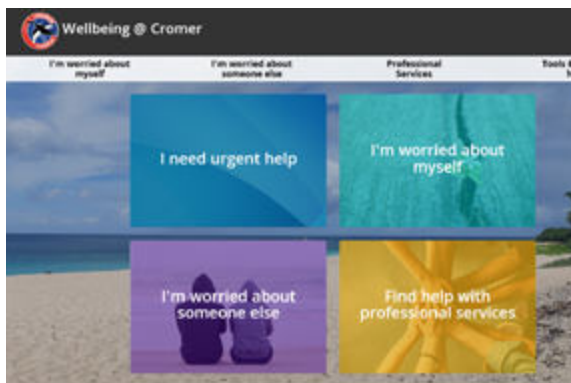 Wellbeing @ Cromer
I'm worried about
myself
I'm worried about
someone else
Professional
Services
Tools
I need urgent help
I'm worried about
myself
I'm worried about
someone else
Find help with
professional services